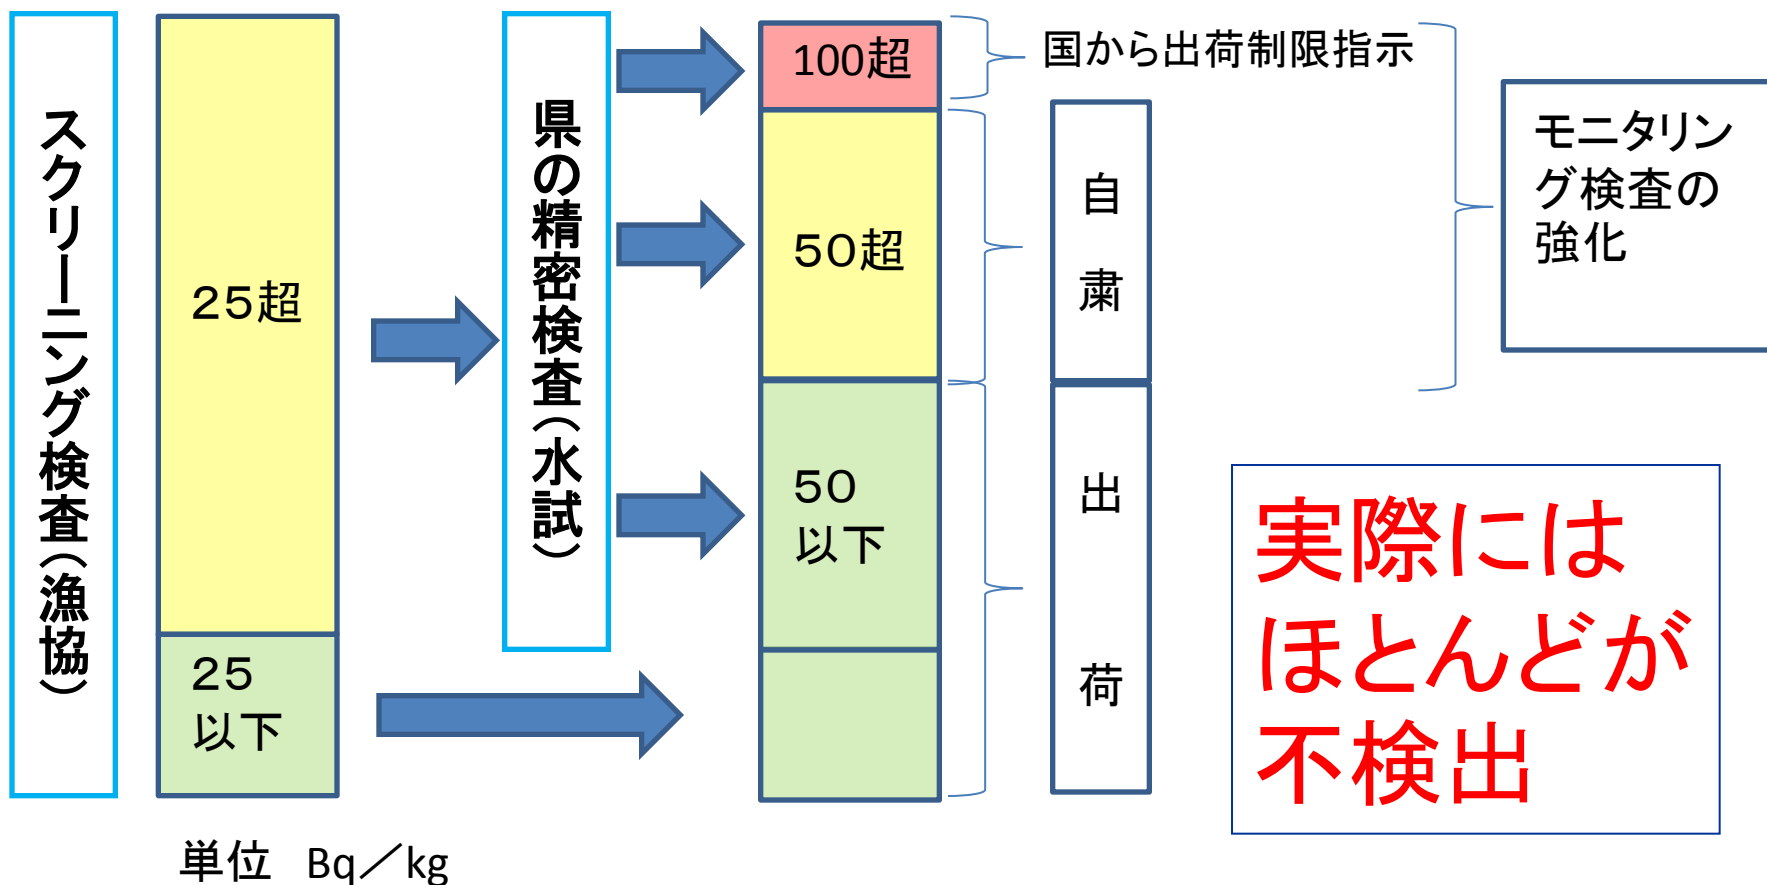 スクリーニング検査（漁協）
２５超
２５
以下
県の精密検査（水試）
100超
５０超
５０
以下
国から出荷制限指示
自粛
出荷
モニタリン
グ検査の
強化
実際には
ほとんどが
不検出
単位　Bq／kg